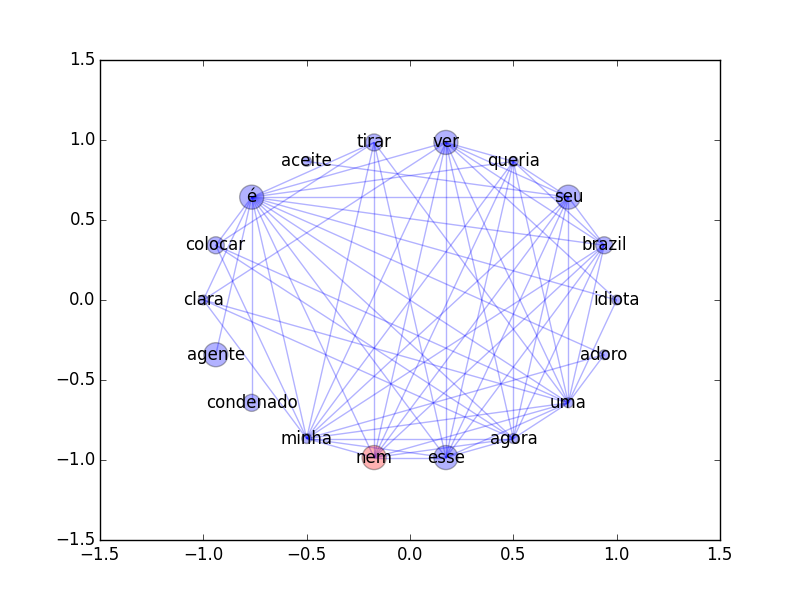 1.5
tirar ver
aceite queria
1.0
é seu
0.5
colocar brazil
clara idiota
0.0
agente adoro
−0.5
condenado uma
minha agora
nem esse
−1.0
−1.5
−1.5 −1.0 −0.5 0.0 0.5 1.0 1.5